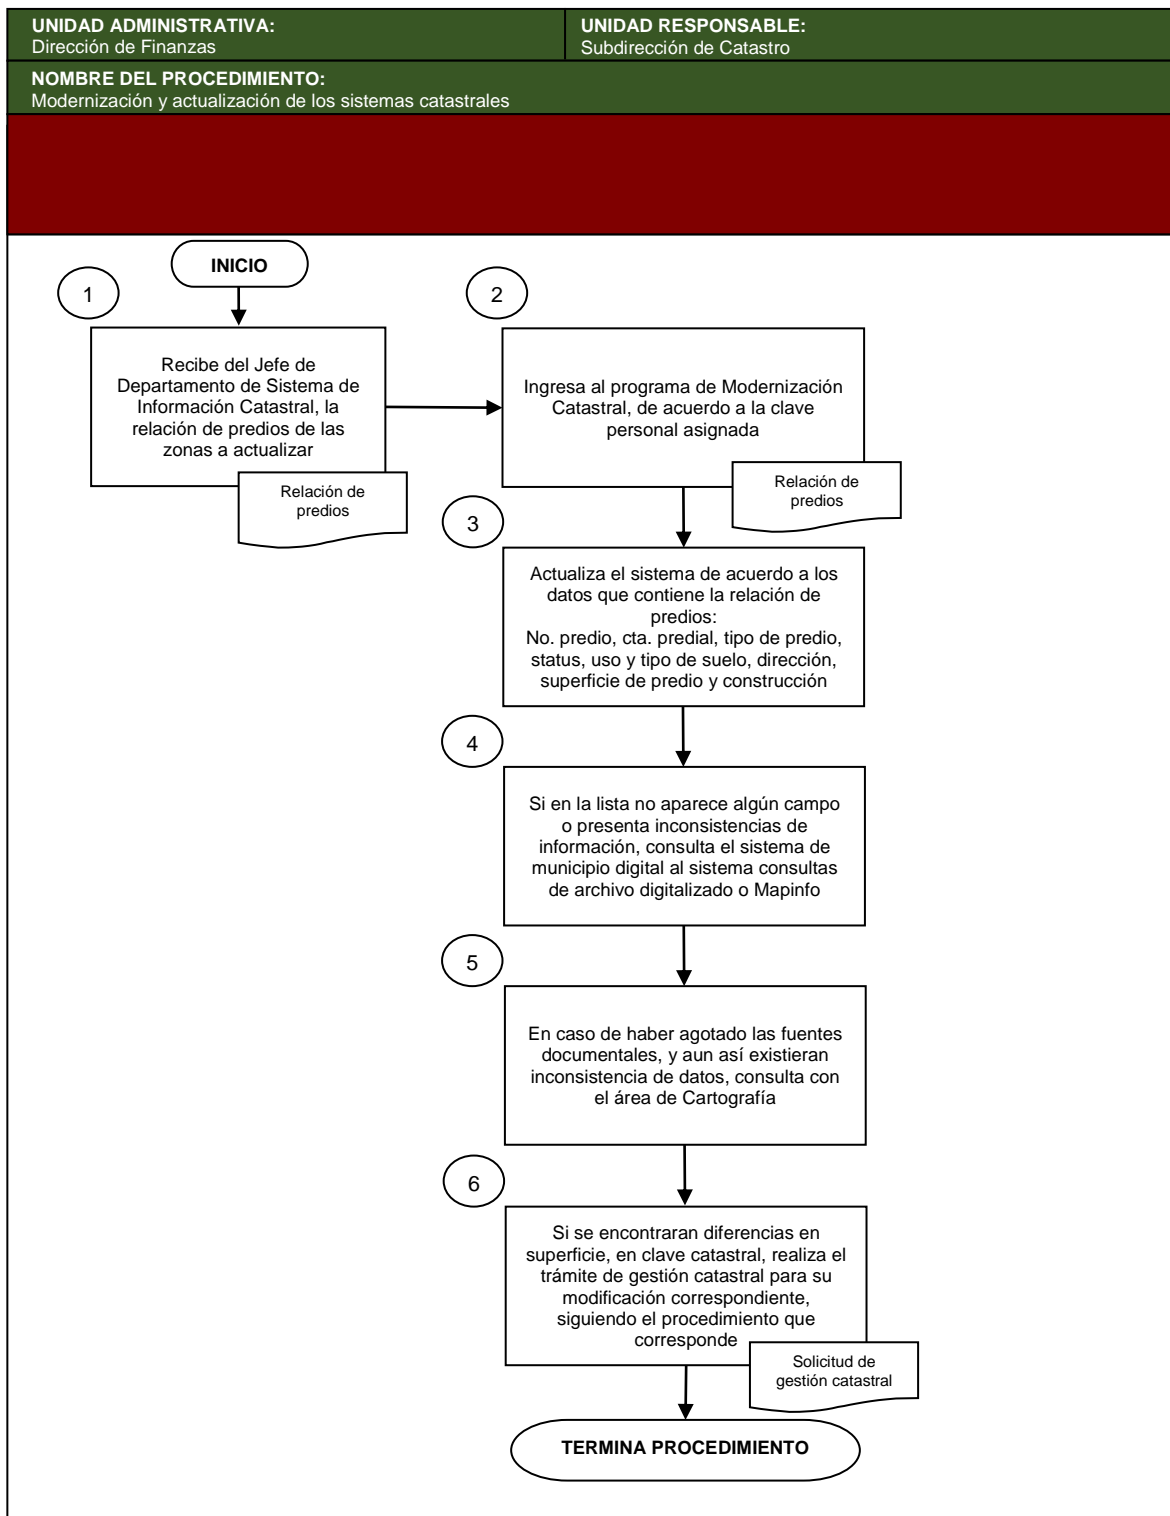 UNIDAD ADMINISTRATIVA:
Dirección de Finanzas
UNIDAD RESPONSABLE:
Subdirección de Catastro
NOMBRE DEL PROCEDIMIENTO:
Modernización y actualización de los sistemas catastrales
INICIO
1
Recibe del Jefe de
Departamento de Sistema de
Información Catastral, la
relación de predios de las
zonas a actualizar
Relación de
predios
2
Ingresa al programa de Modernización
Catastral, de acuerdo a la clave
personal asignada
Relación de
predios
3
Actualiza el sistema de acuerdo a los
datos que contiene la relación de
predios:
No. predio, cta. predial, tipo de predio,
status, uso y tipo de suelo, dirección,
superficie de predio y construcción
4
Si en la lista no aparece algún campo
o presenta inconsistencias de
información, consulta el sistema de
municipio digital al sistema consultas
de archivo digitalizado o Mapinfo
5
En caso de haber agotado las fuentes
documentales, y aun así existieran
inconsistencia de datos, consulta con
el área de Cartografía
6
Si se encontraran diferencias en
superficie, en clave catastral, realiza el
trámite de gestión catastral para su
modificación correspondiente,
siguiendo el procedimiento que
corresponde
Solicitud de
gestión catastral
TERMINA PROCEDIMIENTO